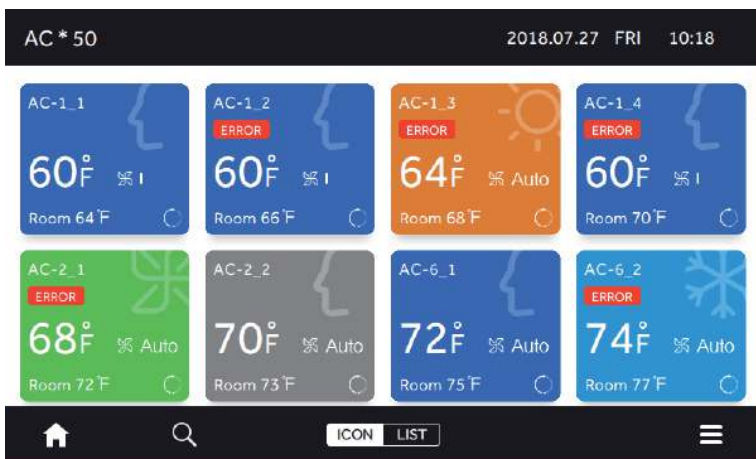 AC * 50 2018.07.27 FRI 10:18
AC-1_1 AC-1_2 AC-1_3 AC-1_4
ERROR ERROR ERROR
60°F I 60°F I 64°F Auto 60°F I
Room 64°F Room 66°F Room 68°F Room 70°F
AC-2_1 AC-2_2 AC-6_1 AC-6_2
ERROR ERROR
68°F Auto 70°F Auto 72°F Auto 74°F Auto
Room 72°F Room 73°F Room 75°F Room 77°F
ICON LIST